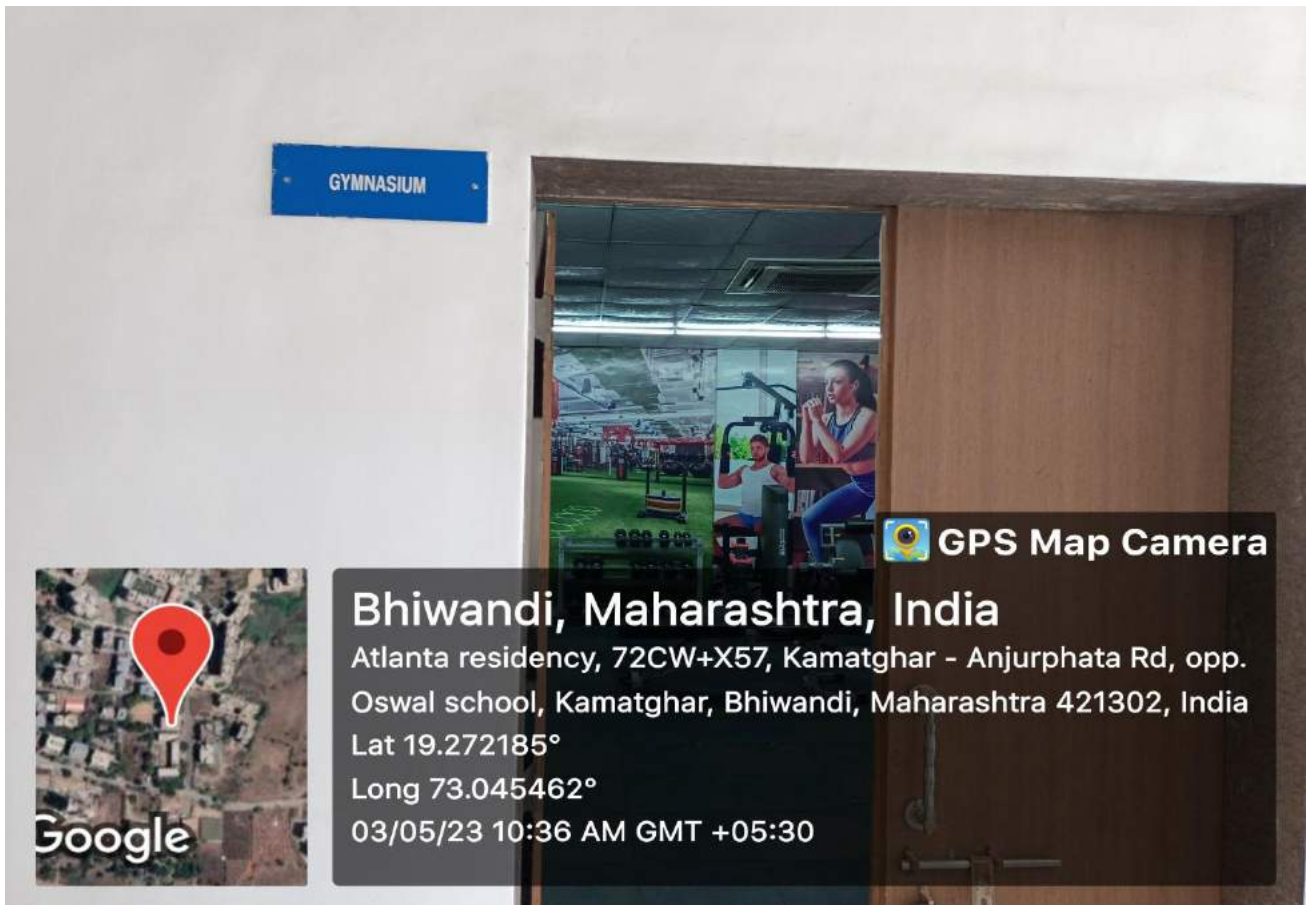 GYMNASIUM
GPS Map Camera
Bhiwandi, Maharashtra, India
Atlanta residency, 72CW+X57, Kamatghar - Anjurphata Rd, opp.
Oswal school, Kamatghar, Bhiwandi, Maharashtra 421302, India
Lat 19.272185°
Long 73.045462°
03/05/23 10:36 AM GMT +05:30
Google